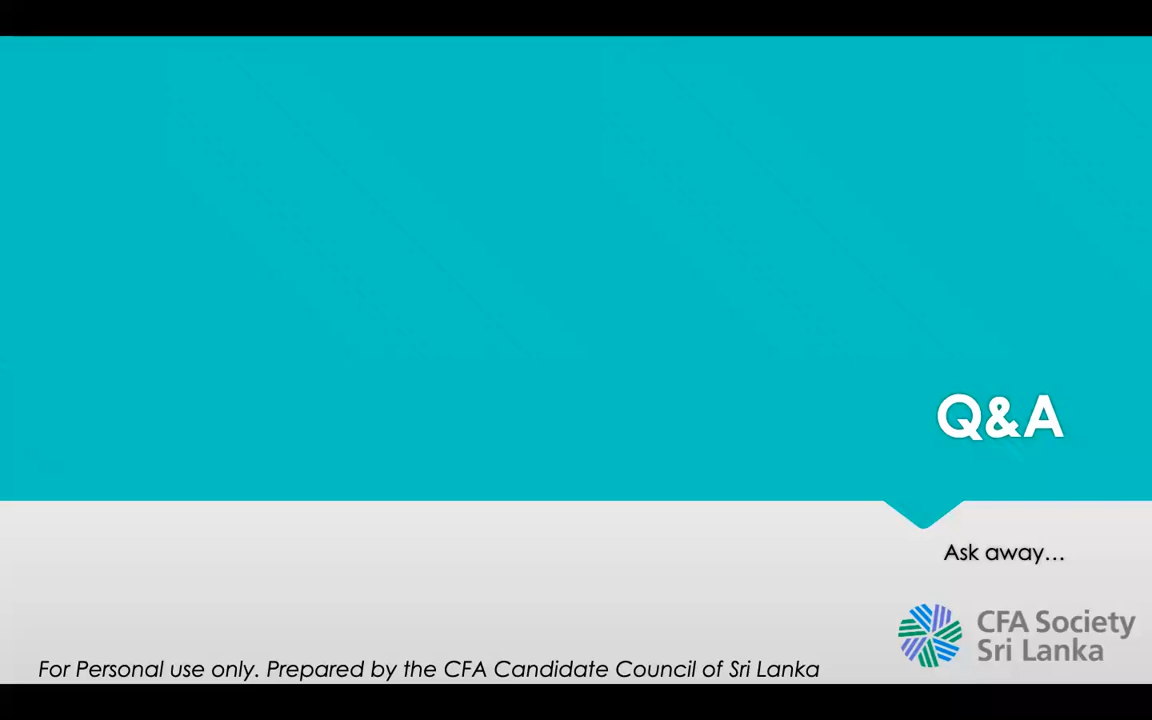 Q&A
Ask away...
CFA Society
Sri Lanka
For Personal use only. Prepared by the CFA Candidate Council of Sri Lanka